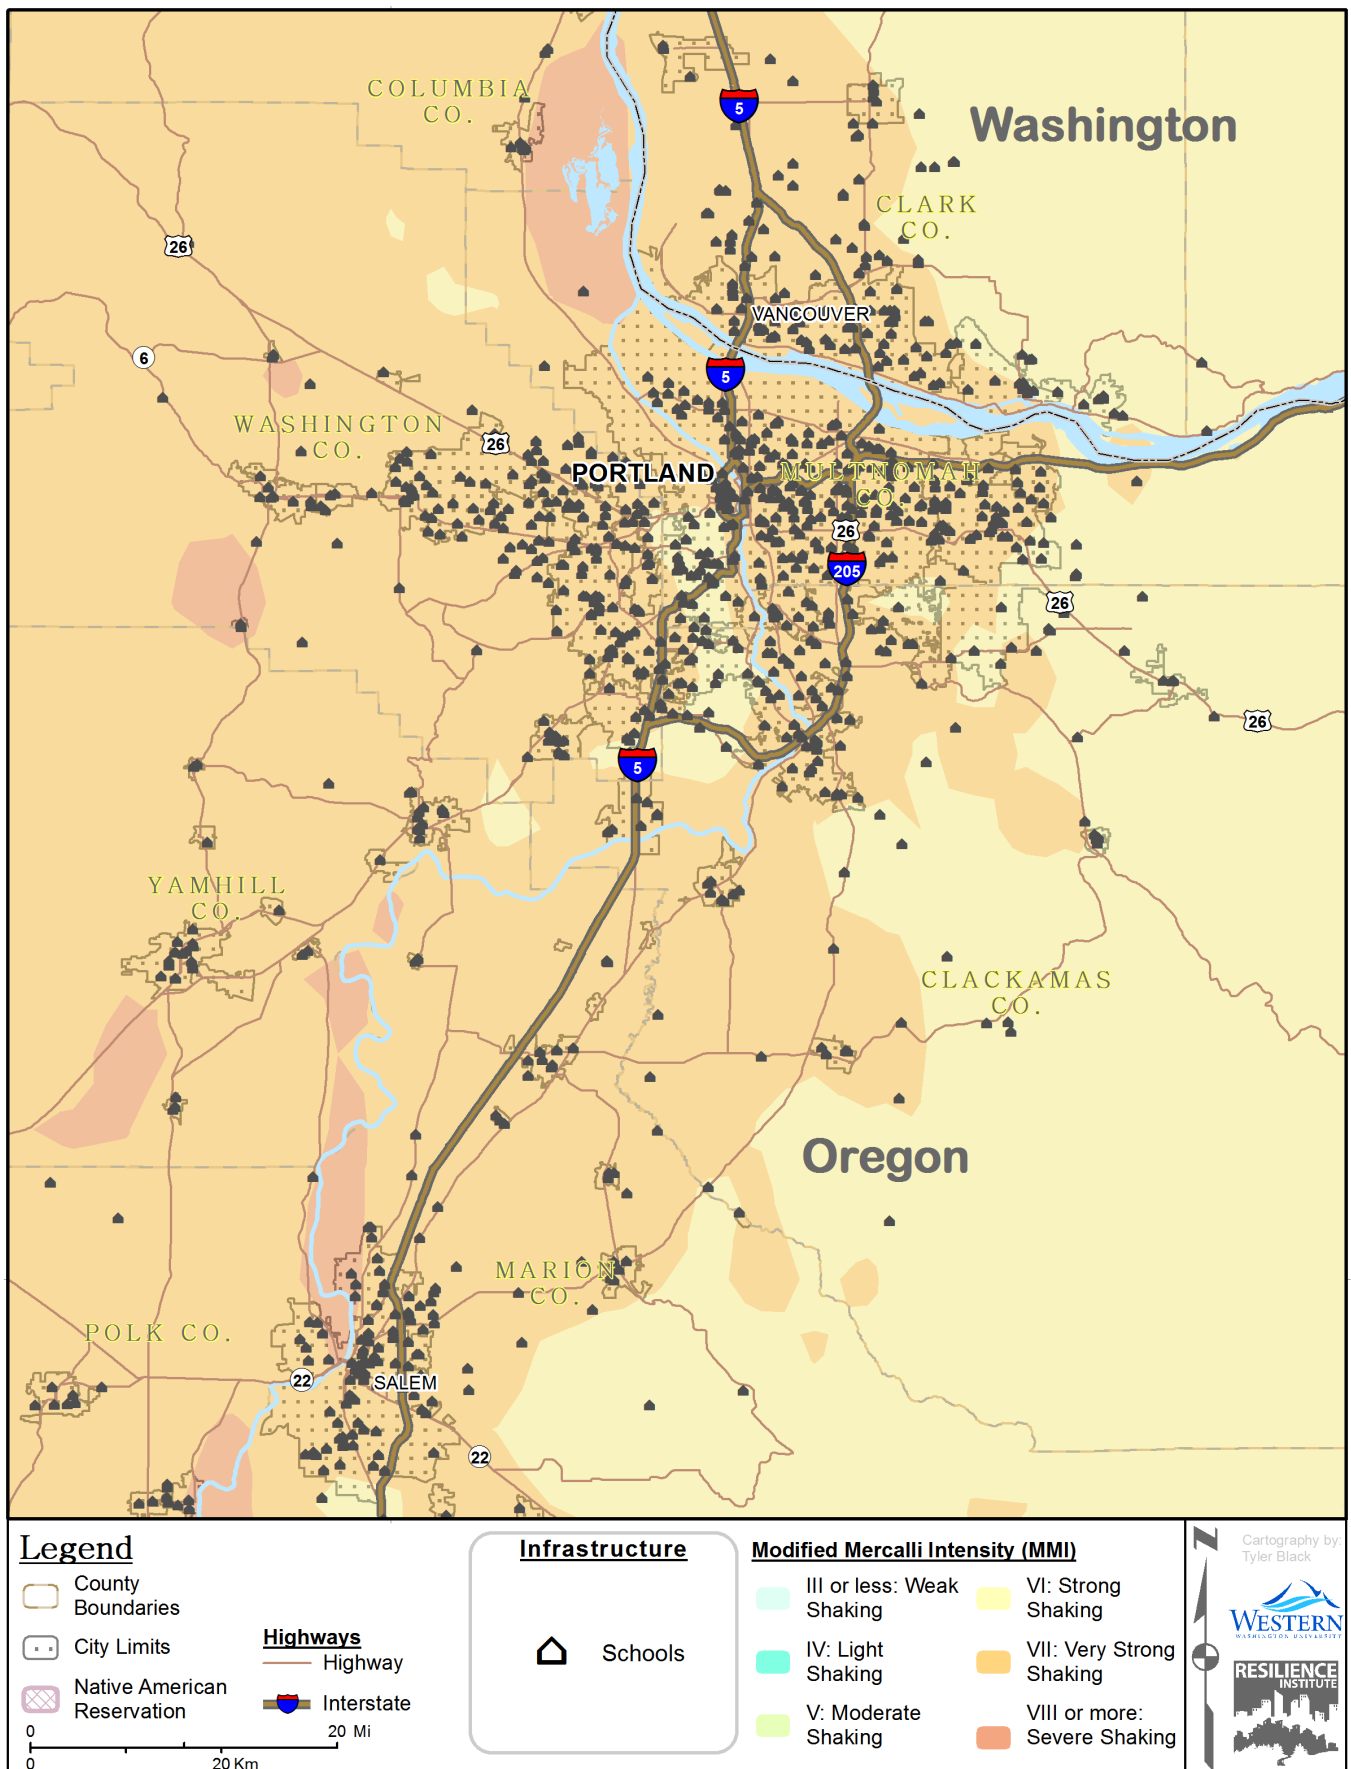 COLUMBIA
CO.
5
Washington
CLARK
CO.
26
VANCOUVER
6
5
WASHINGTON
CO.
26
PORTLAND
MULTNOMAH
CO.
26
205
26
26
5
YAMHILL
CO.
CLACKAMAS
CO.
Oregon
MARION
CO.
POLK CO.
22
SALEM
22
Legend
County
Boundaries
City Limits
Native American
Reservation
Highways
Highway
Interstate
0
20 Mi
0
20 Km
Infrastructure
Schools
Modified Mercalli Intensity (MMI)
III or less: Weak
Shaking
IV: Light
Shaking
V: Moderate
Shaking
VI: Strong
Shaking
VII: Very Strong
Shaking
VIII or more:
Severe Shaking
N
Cartography by:
Tyler Black
WESTERN
WASHINGTON UNIVERSITY
RESILIENCE
INSTITUTE